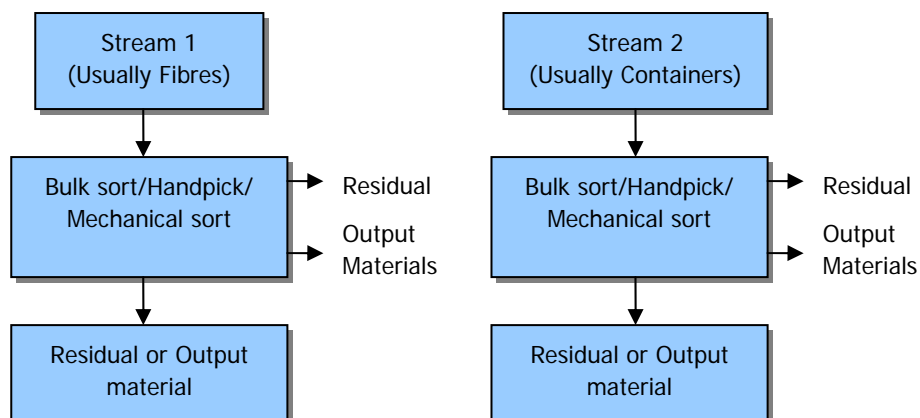 Stream 1
(Usually Fibres)
Bulk sort/Handpick/
Mechanical sort
Residual
Output
Materials
Residual or Output
material
Stream 2
(Usually Containers)
Bulk sort/Handpick/
Mechanical sort
Residual
Output
Materials
Residual or Output
material